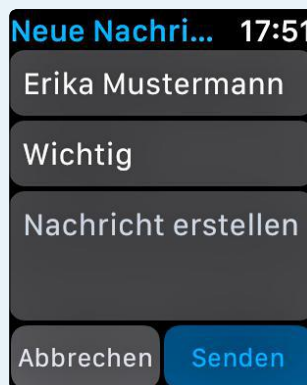 Neue Nachri... 17:51
Erika Mustermann
Wichtig
Nachricht erstellen
Abbrechen Senden